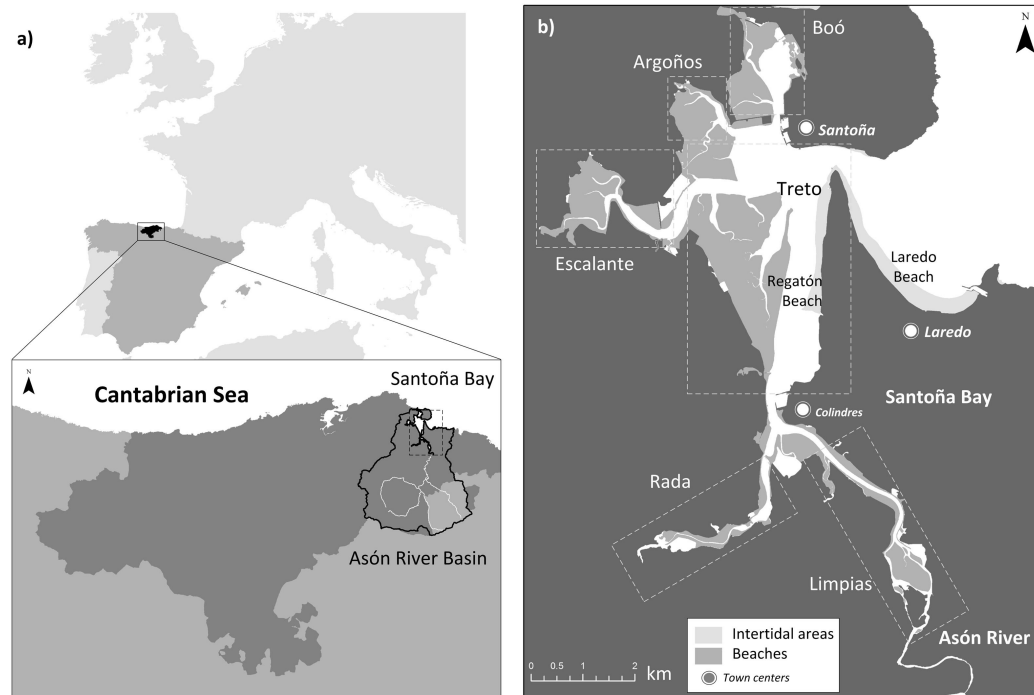 a)
N
Cantabrian Sea
Santoña Bay
Asón River Basin
b)
N
Boó
Argoños
Santoña
Treto
Escalante
Regatón
Beach
Laredo
Beach
Laredo
Santoña Bay
Colindres
Rada
Limpias
Asón River
Intertidal areas
Beaches
Town centers
0 0.5 1 2
km